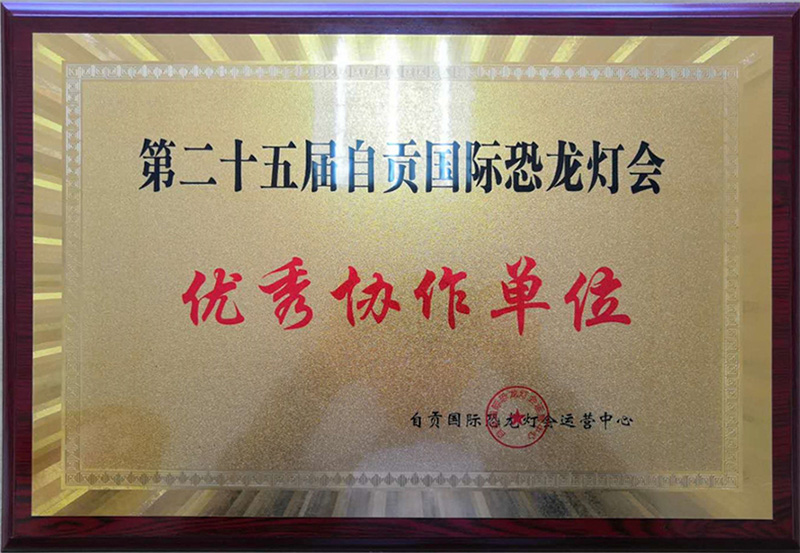 第二十五届自贡国际恐龙灯会
优秀协作单位
自贡国际恐龙灯会运营中心